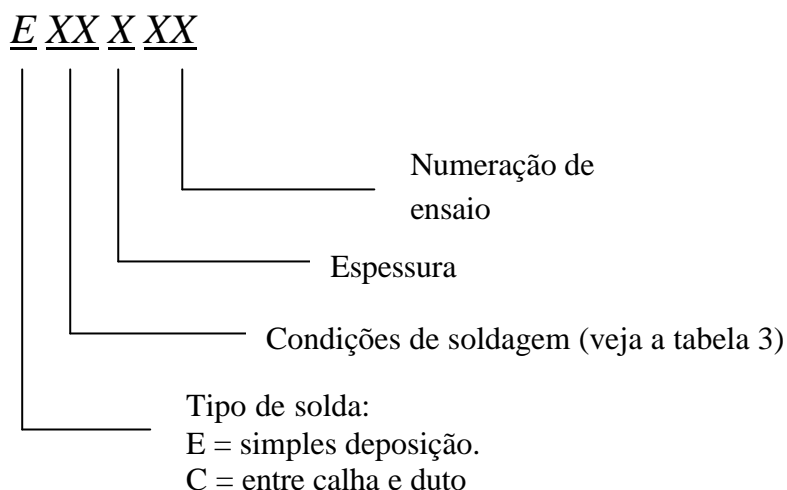 E XX X XX
Numeração de
ensaio
Espessura
Condições de soldagem (veja a tabela 3)
Tipo de solda:
E = simples deposição.
C = entre calha e duto